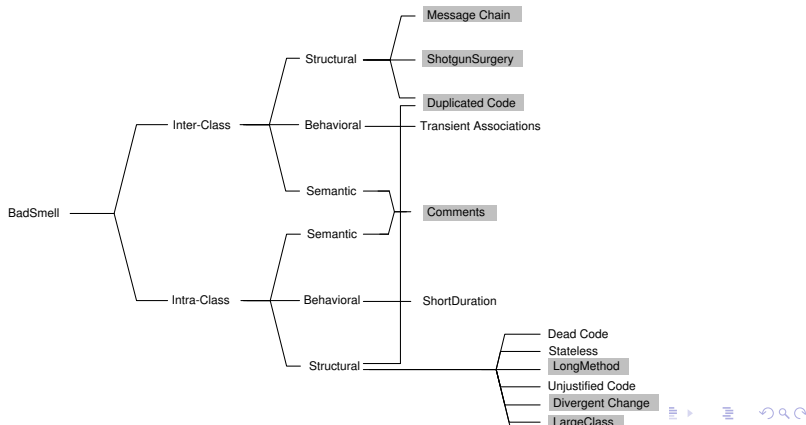 Message Chain
Structural
ShotgunSurgery
Duplicated Code
Inter-Class
Behavioral
Transient Associations
Semantic
BadSmell
Comments
Semantic
Intra-Class
Behavioral
ShortDuration
Structural
Dead Code
Stateless
LongMethod
Unjustified Code
Divergent Change
LargeClass